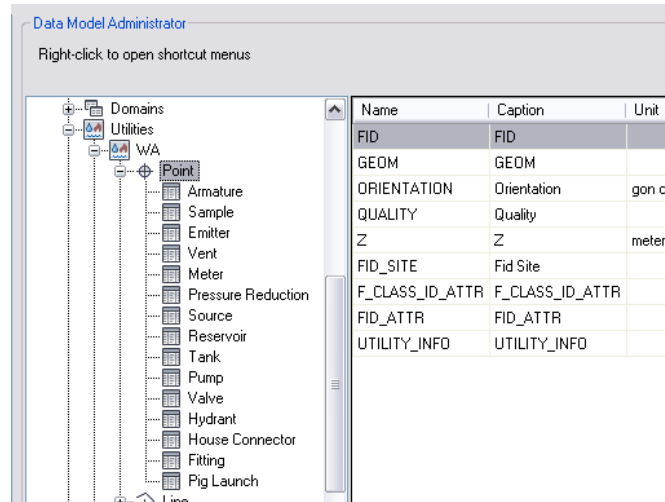 Data Model Administrator
Right-click to open shortcut menus
Domains
Utilities
WA
Point
Armature
Sample
Emitter
Vent
Meter
Pressure Reduction
Source
Reservoir
Tank
Pump
Valve
Hydrant
House Connector
Fitting
Pig Launch
Line
Name Caption Unit
FID FID
GEOM GEOM
ORIENTATION Orientation gon
QUALITY Quality
Z Z meter
FID_SITE Fid Site
F_CLASS_ID_ATTR F_CLASS_ID_ATTR
FID_ATTR FID_ATTR
UTILITY_INFO UTILITY_INFO